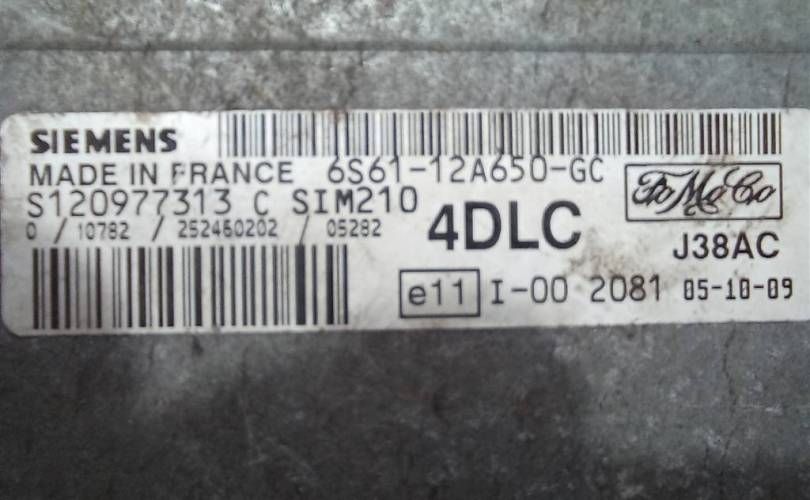 SIEMENS
MADE IN FRANCE 6S61-12A650-GC
S120977313 C SIM210
FoMoCo
0 / 10782 / 252460202 / 05282
4DLC
J38AC
e11 I-00 2081 05-10-09